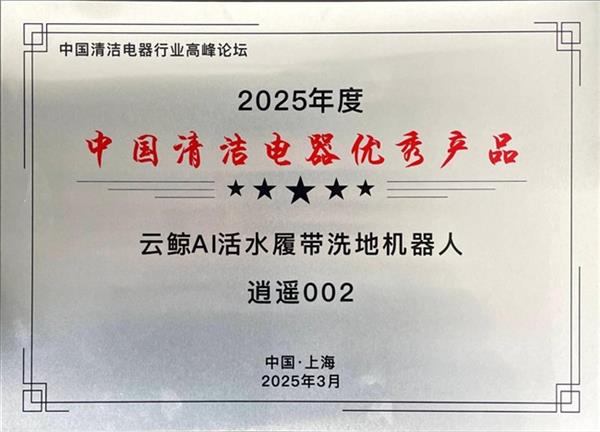 中国清洁电器行业高峰论坛
2025年度
中国清洁电器优秀产品
云鲸AI活水履带洗地机器人
逍遥002
中国·上海
2025年3月